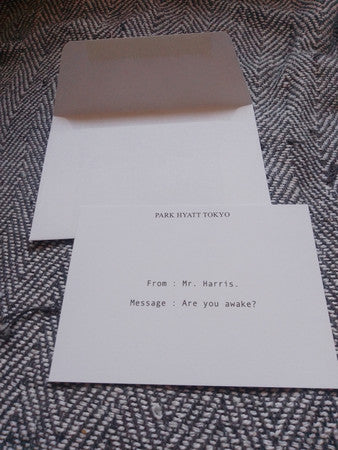 PARK HYATT TOKYO
From : Mr. Harris.
Message : Are you awake?